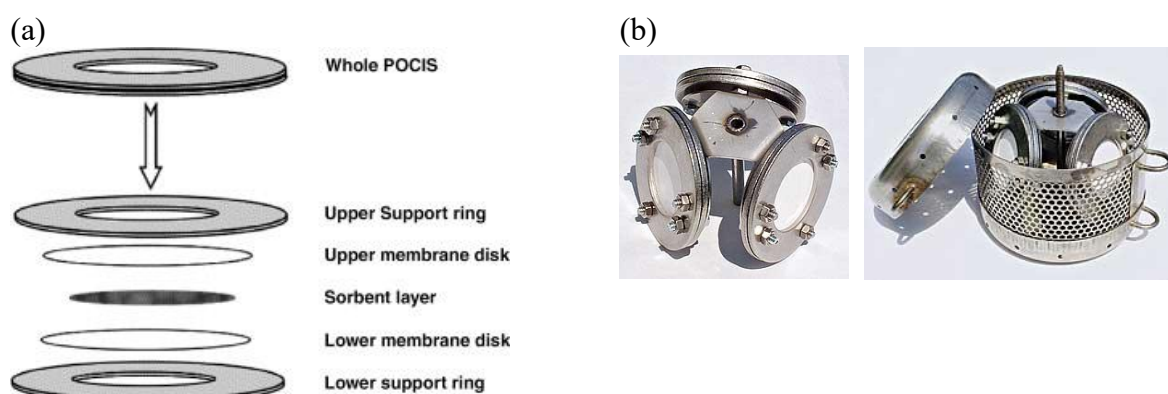 (a)
Whole POCIS
Upper Support ring
Upper membrane disk
Sorbent layer
Lower membrane disk
Lower support ring
(b)